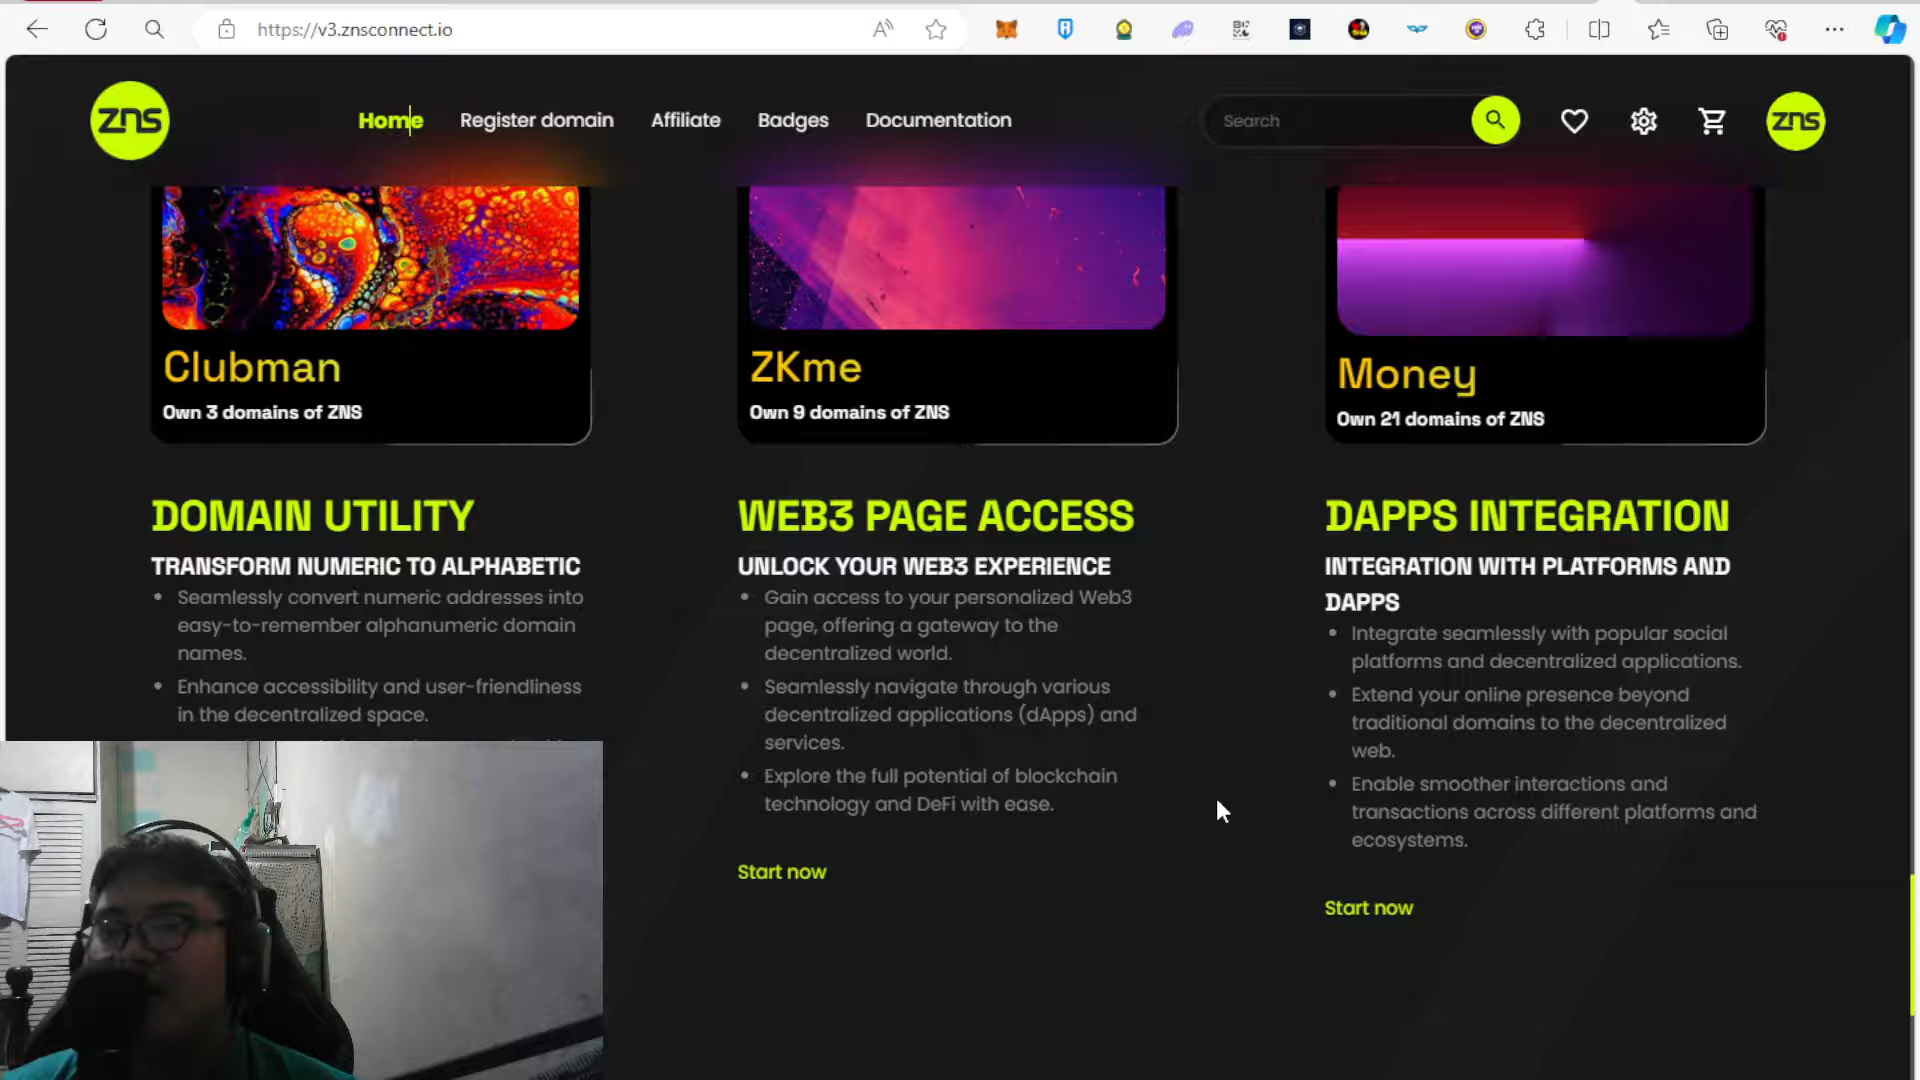 https://v3.znsconnect.io
ZNS
Home
Register domain
Affiliate
Badges
Documentation
Search
ZNS
Clubman
Own 3 domains of ZNS
ZKme
Own 9 domains of ZNS
Money
Own 21 domains of ZNS
DOMAIN UTILITY
TRANSFORM NUMERIC TO ALPHABETIC
• Seamlessly convert numeric addresses into
easy-to-remember alphanumeric domain
names.
• Enhance accessibility and user-friendliness
in the decentralized space.
WEB3 PAGE ACCESS
UNLOCK YOUR WEB3 EXPERIENCE
• Gain access to your personalized Web3
page, offering a gateway to the
decentralized world.
• Seamlessly navigate through various
decentralized applications (dApps) and
services.
• Explore the full potential of blockchain
technology and DeFi with ease.
Start now
DAPPS INTEGRATION
INTEGRATION WITH PLATFORMS AND
DAPPS
• Integrate seamlessly with popular social
platforms and decentralized applications.
• Extend your online presence beyond
traditional domains to the decentralized
web.
• Enable smoother interactions and
transactions across different platforms and
ecosystems.
Start now